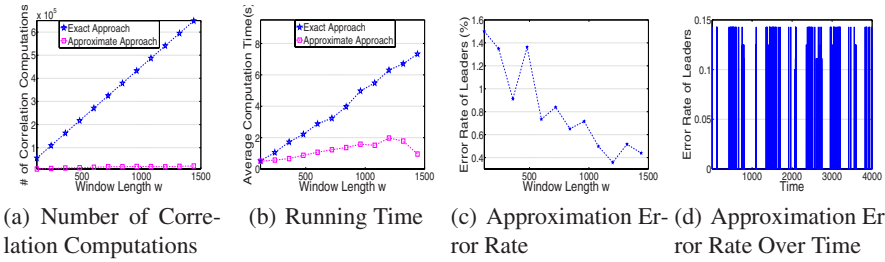 x 10^5
6
5
4
3
2
1
0
500
1000
1500
# of Correlation Computations
Window Length w
Exact Approach
Approximate Approach
8
6
4
2
0
500
1000
1500
Average Computation Time(s)
Window Length w
Exact Approach
Approximate Approach
1.6
1.4
1.2
1.0
0.8
0.6
0.4
500
1000
1500
Error Rate of Leaders (%)
Window Length w
0.15
0.1
0.05
0
1000
2000
3000
4000
Error Rate of Leaders
Time
(a) Number of Corre-
lation Computations
(b) Running Time
(c) Approximation Er-
ror Rate
(d) Approximation Er
ror Rate Over Time